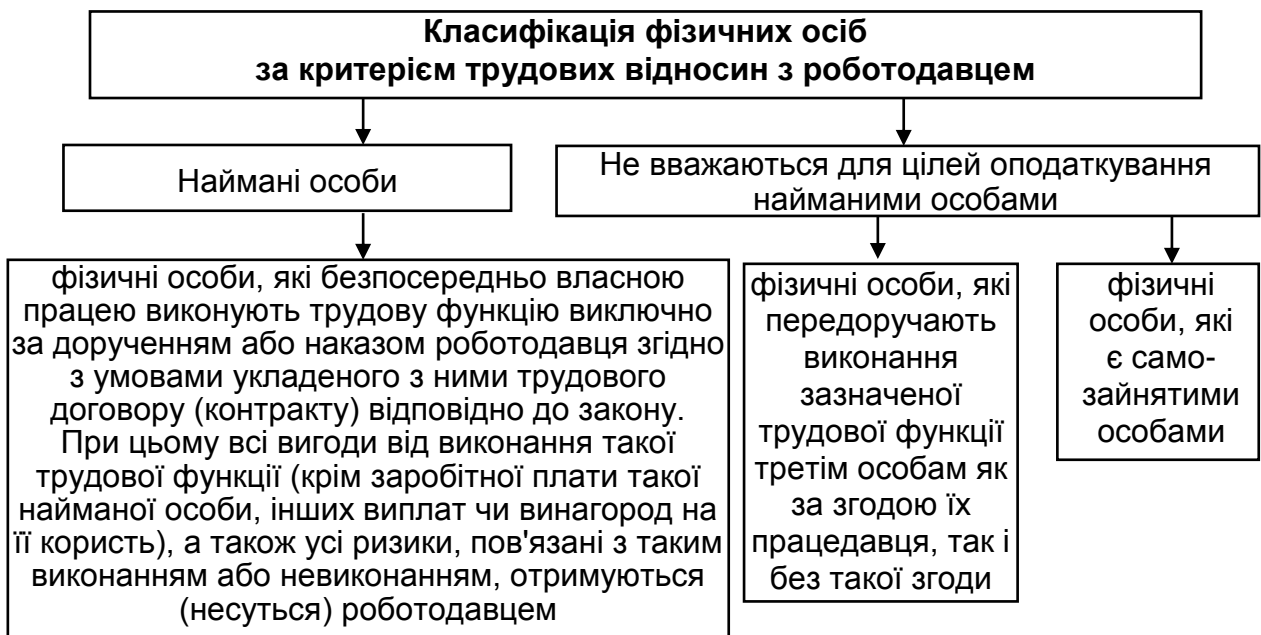 Класифікація фізичних осіб
за критерієм трудових відносин з роботодавцем
Наймані особи
Не вважаються для цілей оподаткування
найманими особами
фізичні особи, які безпосередньо власною
працею виконують трудову функцію виключно
за дорученням або наказом роботодавця згідно
з умовами укладеного з ними трудового
договору (контракту) відповідно до закону.
При цьому всі вигоди від виконання такої
трудової функції (крім заробітної плати такої
найманої особи, інших виплат чи винагород на
її користь), а також усі ризики, пов'язані з таким
виконанням або невиконанням, отримуються
(несуться) роботодавцем
фізичні особи, які
передоручають
виконання
зазначеної
трудової функції
третім особам як
за згодою їх
працедавця, так і
без такої згоди
фізичні
особи, які
є само-
зайнятими
особами